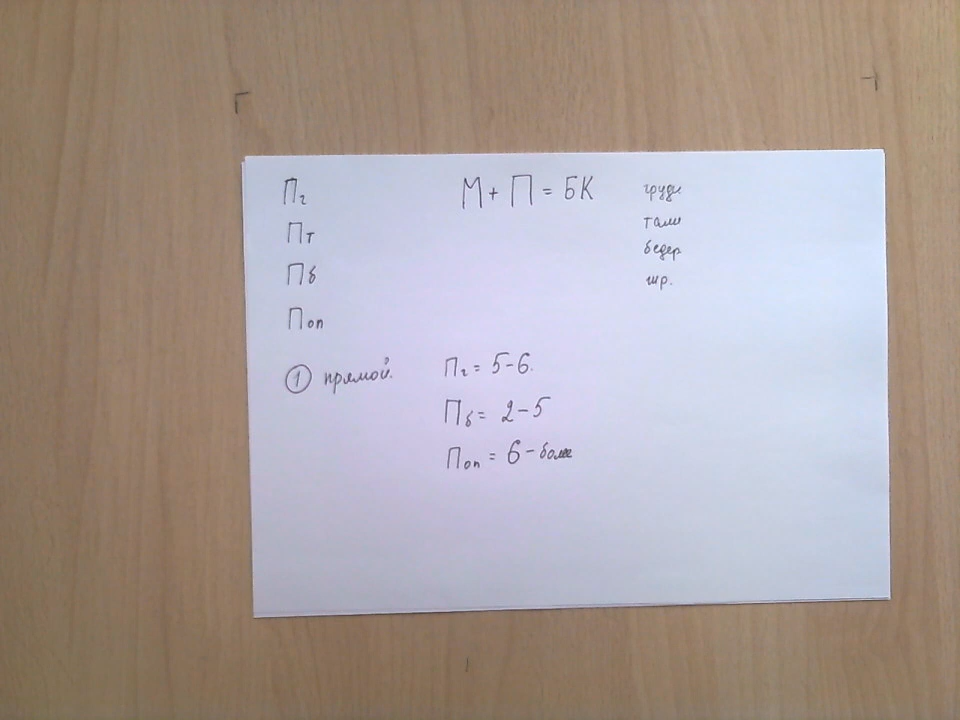 Пг
М + П = БК
груди
Пт
тали
Пб
бедер
шр.
Поп
① прямой.
Пг = 5-6.
Пб = 2-5
Поп = 6-более